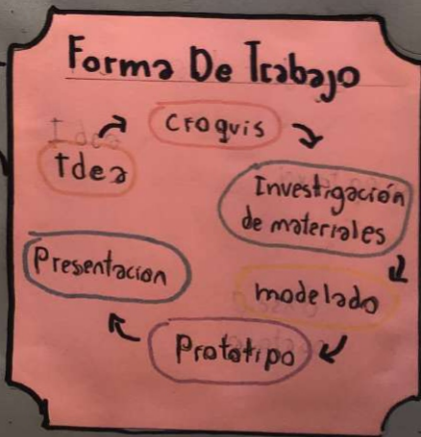 Forma De Trabajo
Croquis
Idea
Investigación
de materiales
Presentacion
modelado
Prototipo